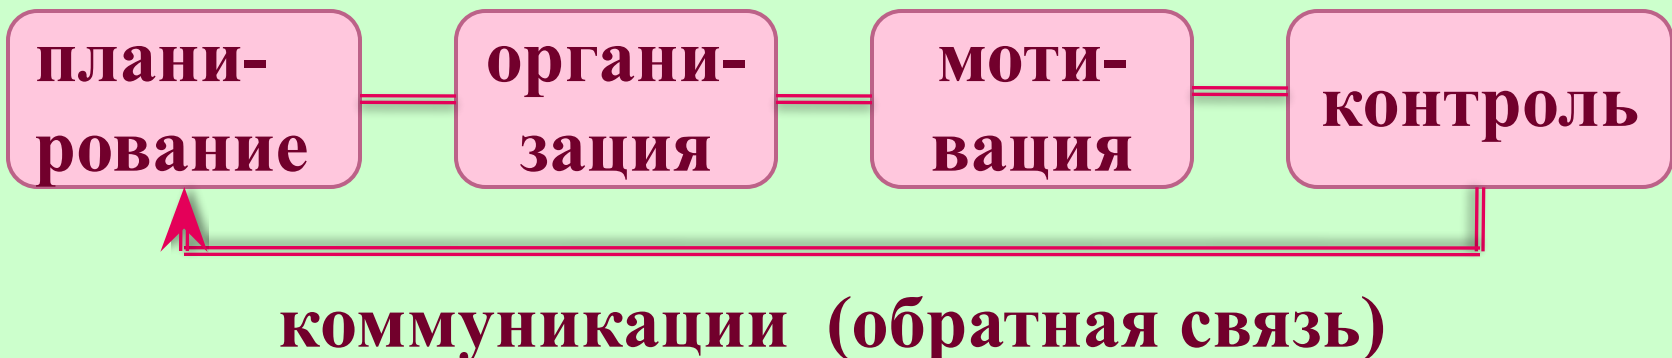 плани-
рование
органи-
зация
моти-
вация
контроль
коммуникации (обратная связь)